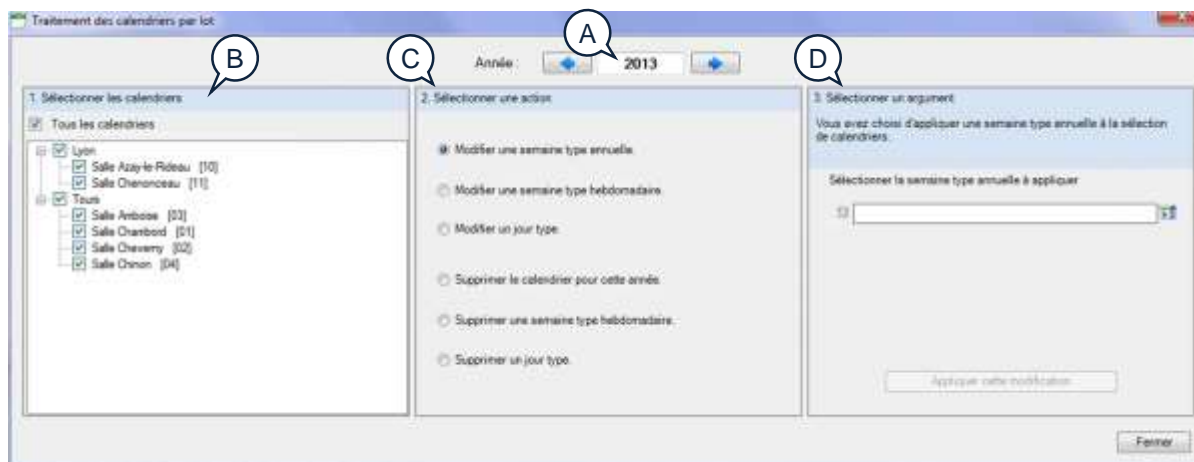 Traitement des calendriers par lot
A
B
C
D
Année :
2013
1. Sélectionner les calendriers
Tous les calendriers
Lyon
Salle Azay-le-Rideau [10]
Salle Chenonceau [11]
Tours
Salle Amboise [03]
Salle Chambord [01]
Salle Cheverny [02]
Salle Chinon [04]
2. Sélectionner une action
Modifier une semaine type annuelle.
Modifier une semaine type hebdomadaire.
Modifier un jour type.
Supprimer le calendrier pour cette année.
Supprimer une semaine type hebdomadaire.
Supprimer un jour type.
3. Sélectionner un argument
Vous avez choisi d'appliquer une semaine type annuelle à la sélection
de calendriers.
Sélectionner la semaine type annuelle à appliquer
Appliquer cette modification
Fermer